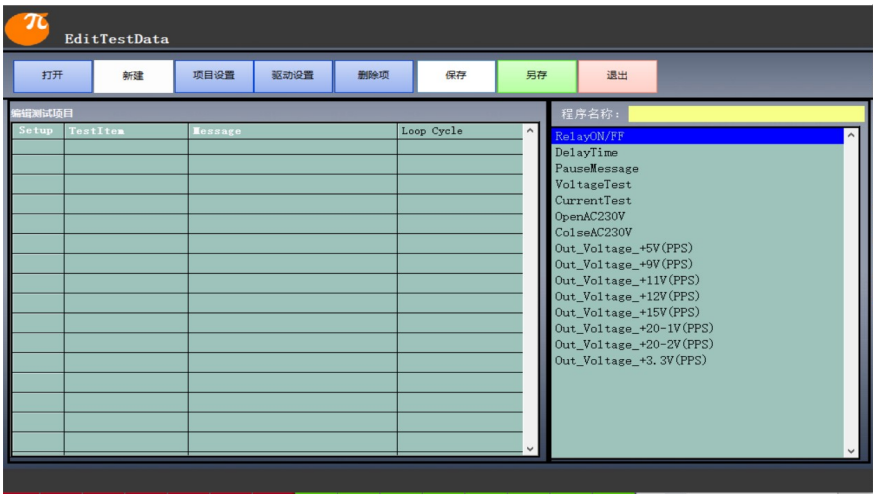 π
EditTestData
打开 新建 项目设置 驱动设置 删除项 保存 另存 退出
编辑测试项目
程序名称：
Setup TestItem Message Loop Cycle
RelayON/FF
DelayTime
PauseMessage
VoltageTest
CurrentTest
OpenAC230V
ColseAC230V
Out_Voltage_+5V(PPS)
Out_Voltage_+9V(PPS)
Out_Voltage_+11V(PPS)
Out_Voltage_+12V(PPS)
Out_Voltage_+15V(PPS)
Out_Voltage_+20-1V(PPS)
Out_Voltage_+20-2V(PPS)
Out_Voltage_+3.3V(PPS)